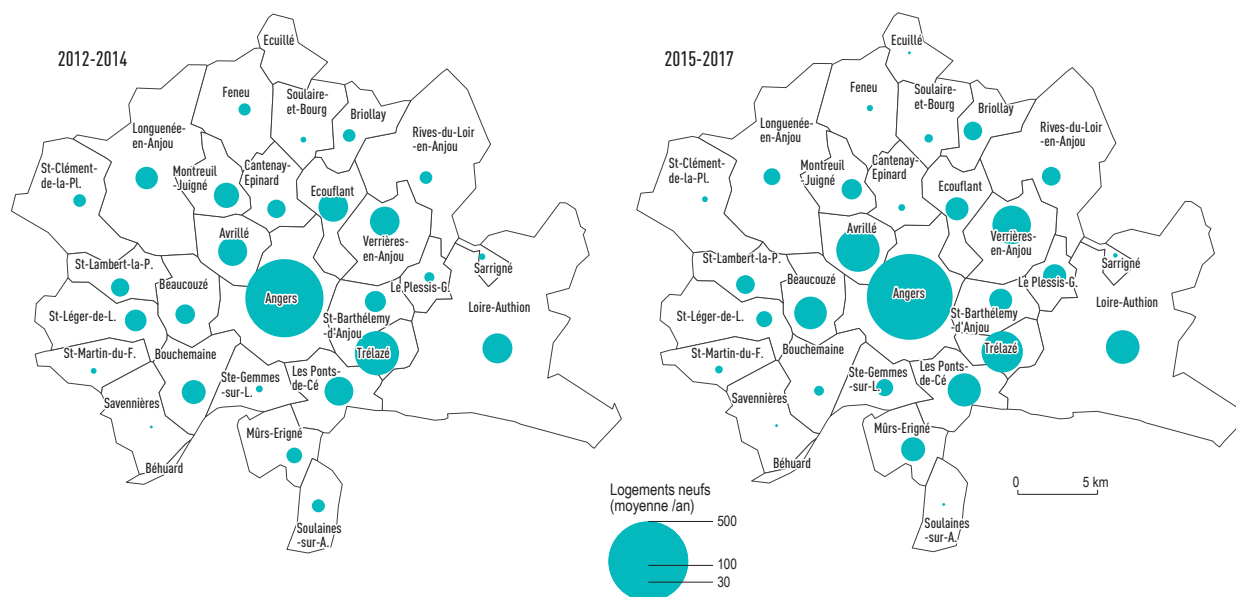 2012-2014
Ecuillé
Feneu
Soulaire-
et-Bourg
Briollay
Longuenée-
en-Anjou
Rives-du-Loir
-en-Anjou
St-Clément-
de-la-Pl.
Montreuil
-Juigné
Cantenay-
Epinard
Ecouflant
Avrillé
Verrières-en
-Anjou
Sarrigné
St-Lambert-la-P.
Beaucouzé
Angers
Le Plessis-G.
Loire-Authion
St-Léger-de-L.
St-Barthélemy
-d'Anjou
St-Martin-du-F.
Bouchemaine
Trélazé
Ste-Gemmes
-sur-L.
Les Ponts-
de-Cé
Savennières
Mûrs-Erigné
Béhuard
Soulaines
-sur-A.
2015-2017
Ecuillé
Feneu
Soulaire-
et-Bourg
Briollay
Longuenée-
en-Anjou
Rives-du-Loir
-en-Anjou
St-Clément-
de-la-Pl.
Montreuil
-Juigné
Cantenay-
Epinard
Ecouflant
Avrillé
Verrières-
en-Anjou
Sarrigné
St-Lambert-la-P.
Beaucouzé
Angers
Le Plessis-G.
Loire-Authion
St-Léger-de-L.
St-Barthélemy
-d'Anjou
St-Martin-du-F.
Bouchemaine
Trélazé
Ste-Gemmes
-sur-L.
Les Ponts-
de-Cé
Savennières
Mûrs-Erigné
Béhuard
Soulaines
-sur-A.
0 5 km
Logements neufs
(moyenne /an)
500
100
30